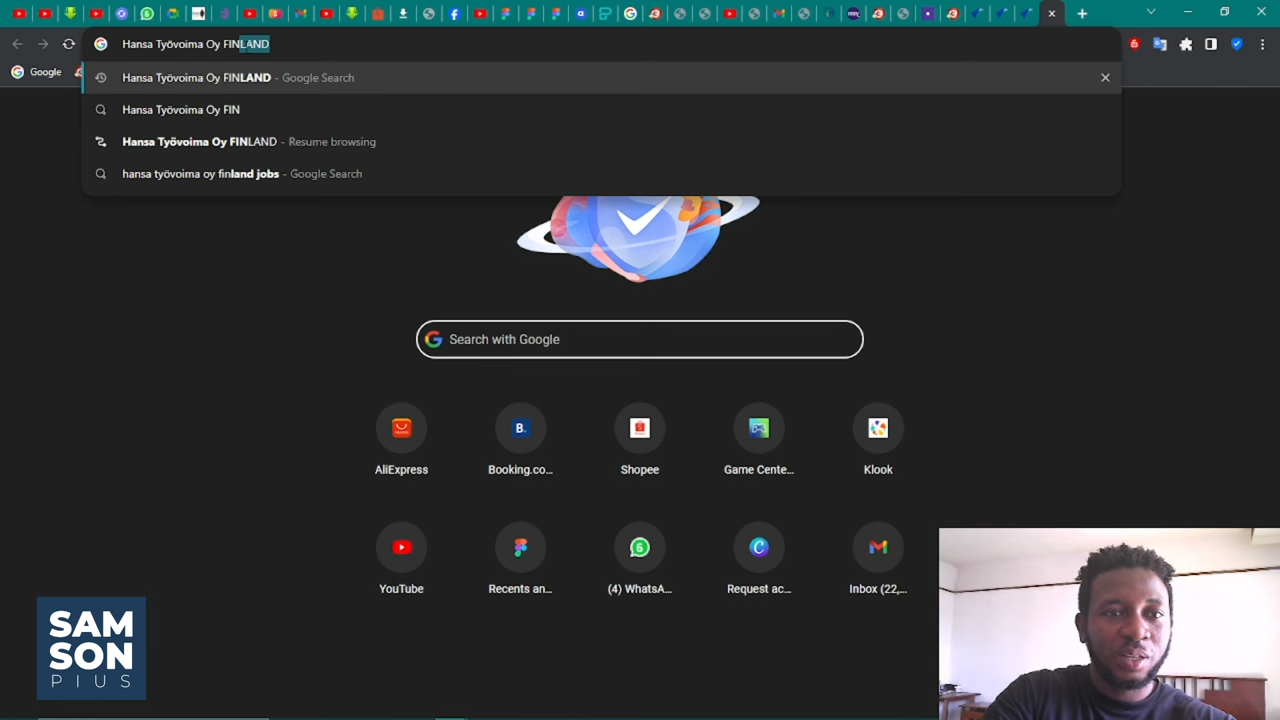 Hansa Työvoima Oy FINLAND
Google
Hansa Työvoima Oy FINLAND - Google Search
Hansa Työvoima Oy FIN
Hansa Työvoima Oy FINLAND - Resume browsing
hansa työvoima oy finland jobs - Google Search
Search with Google
AliExpress
Booking.co...
Shopee
Game Cente...
Klook
YouTube
Recents an...
(4) WhatsA...
Request ac...
Inbox (22,...
SAM
SON
PIUS